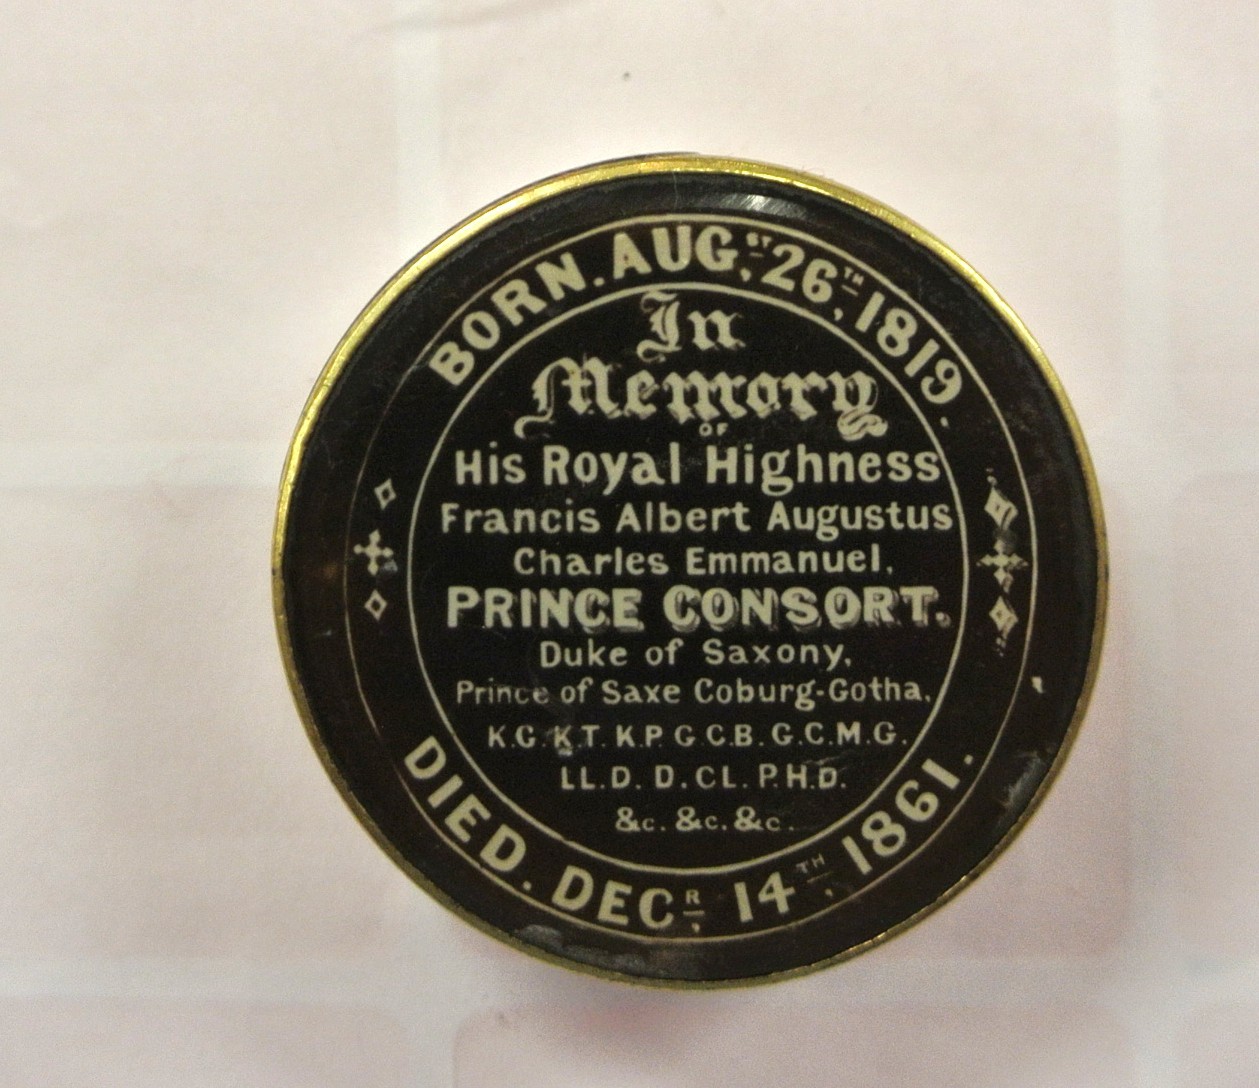 BORN. AUG.ST 26TH, 1819.
In
Memory
OF
His Royal Highness
Francis Albert Augustus
Charles Emmanuel,
PRINCE CONSORT.
Duke of Saxony,
Prince of Saxe Coburg-Gotha,
K.G. K.T. K.P. G.C.B. G.C.M.G.
LL.D. D.CL. P.H.D.
&c. &c. &c.
DIED. DECR, 14TH, 1861.